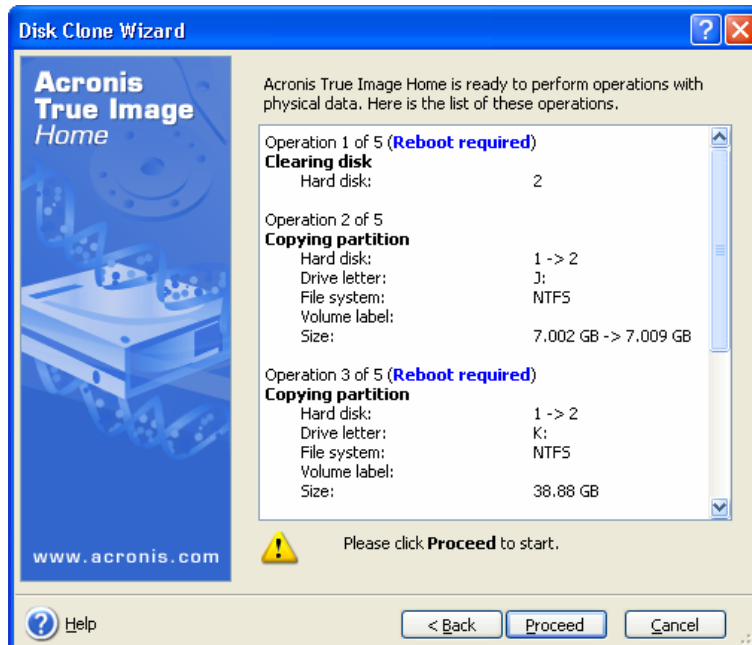 Disk Clone Wizard
Acronis
True Image
Home
Acronis True Image Home is ready to perform operations with
physical data. Here is the list of these operations.
Operation 1 of 5 (Reboot required)
Clearing disk
Hard disk: 2
Operation 2 of 5
Copying partition
Hard disk: 1 -> 2
Drive letter: J:
File system: NTFS
Volume label:
Size: 7.002 GB -> 7.009 GB
Operation 3 of 5 (Reboot required)
Copying partition
Hard disk: 1 -> 2
Drive letter: K:
File system: NTFS
Volume label:
Size: 38.88 GB
Please click Proceed to start.
www.acronis.com
Help
< Back
Proceed
Cancel